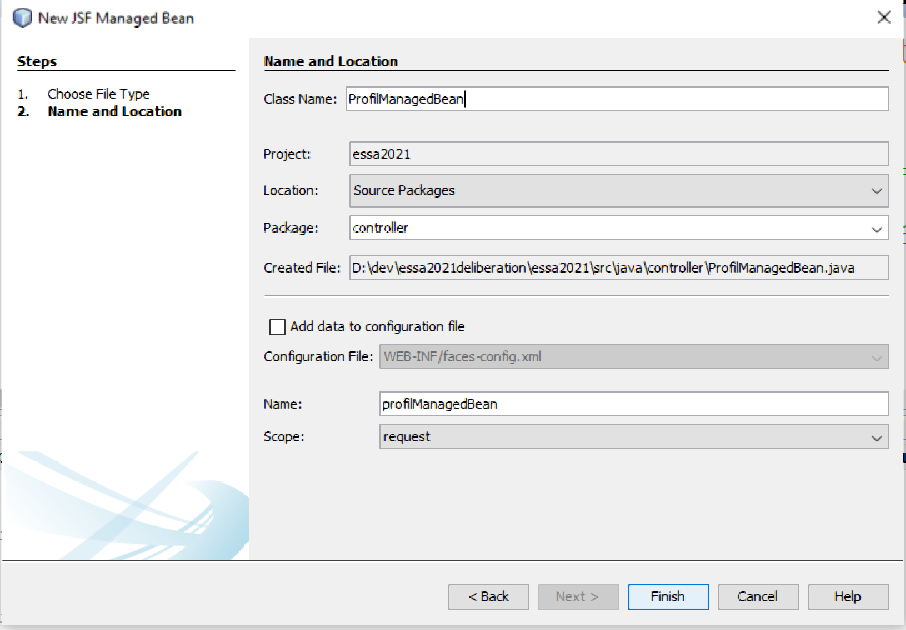 New JSF Managed Bean
Steps
1. Choose File Type
2. Name and Location
Name and Location
Class Name: ProfilManagedBean
Project: essa2021
Location: Source Packages
Package: controller
Created File: D:\dev\essa2021deliberation\essa2021\src\java\controller\ProfilManagedBean.java
Add data to configuration file
Configuration File: WEB-INF/faces-config.xml
Name: profilManagedBean
Scope: request
< Back Next > Finish Cancel Help